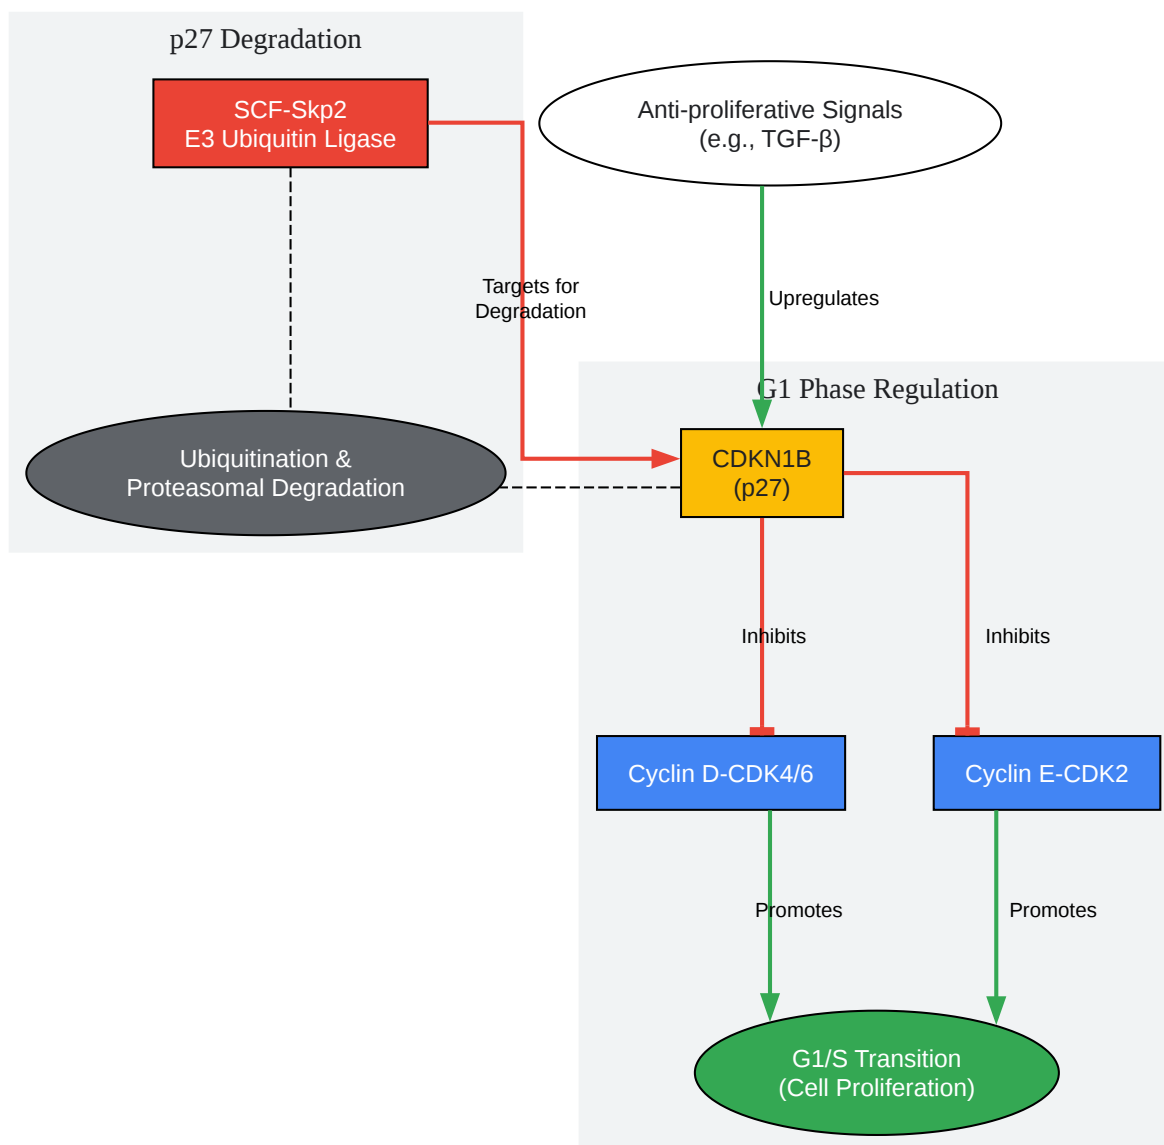 p27 Degradation
SCF-Skp2
E3 Ubiquitin Ligase
Anti-proliferative Signals
(e.g., TGF-β)
Targets for
Degradation
Upregulates
G1 Phase Regulation
Ubiquitination &
Proteasomal Degradation
CDKN1B
(p27)
Inhibits
Inhibits
Cyclin D-CDK4/6
Cyclin E-CDK2
Promotes
Promotes
G1/S Transition
(Cell Proliferation)